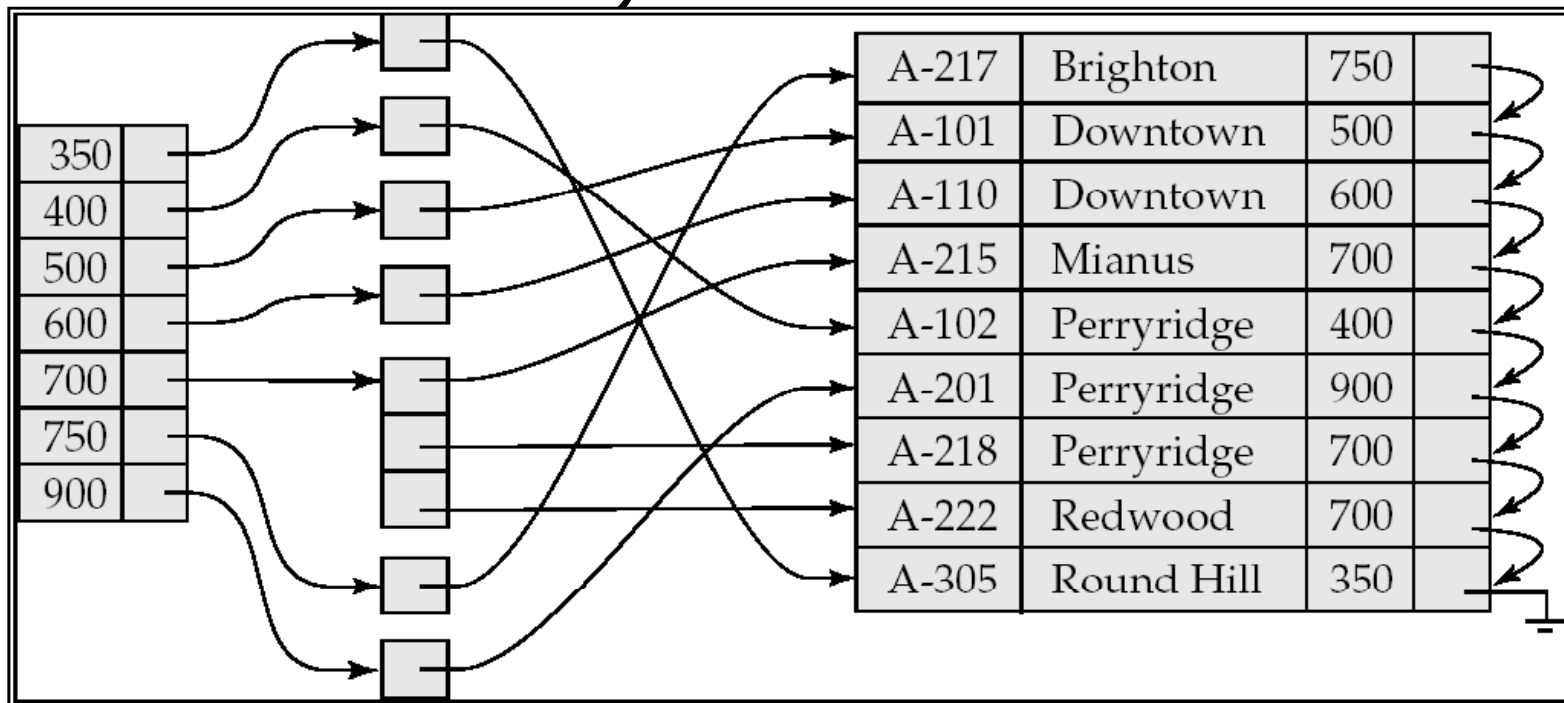 350
400
500
600
700
750
900
A-217 Brighton 750
A-101 Downtown 500
A-110 Downtown 600
A-215 Mianus 700
A-102 Perryridge 400
A-201 Perryridge 900
A-218 Perryridge 700
A-222 Redwood 700
A-305 Round Hill 350